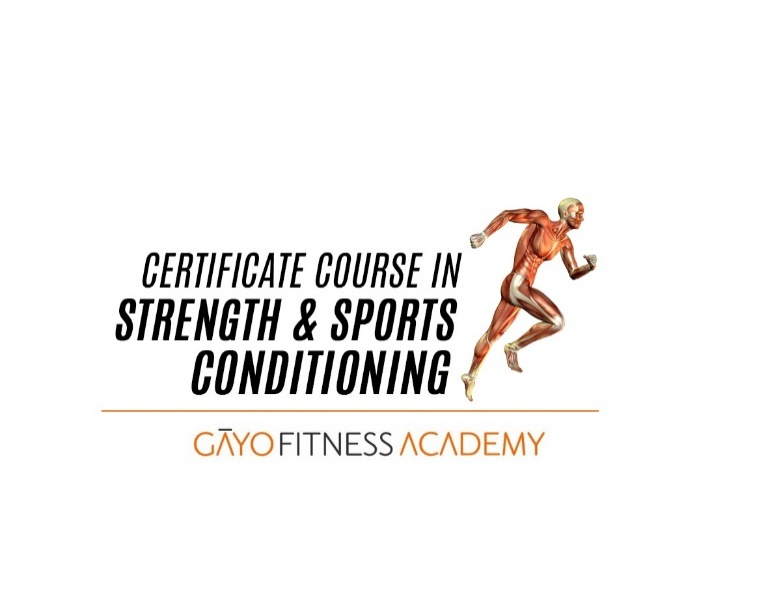 CERTIFICATE COURSE IN
STRENGTH & SPORTS
CONDITIONING
GĀYO FITNESS ACADEMY